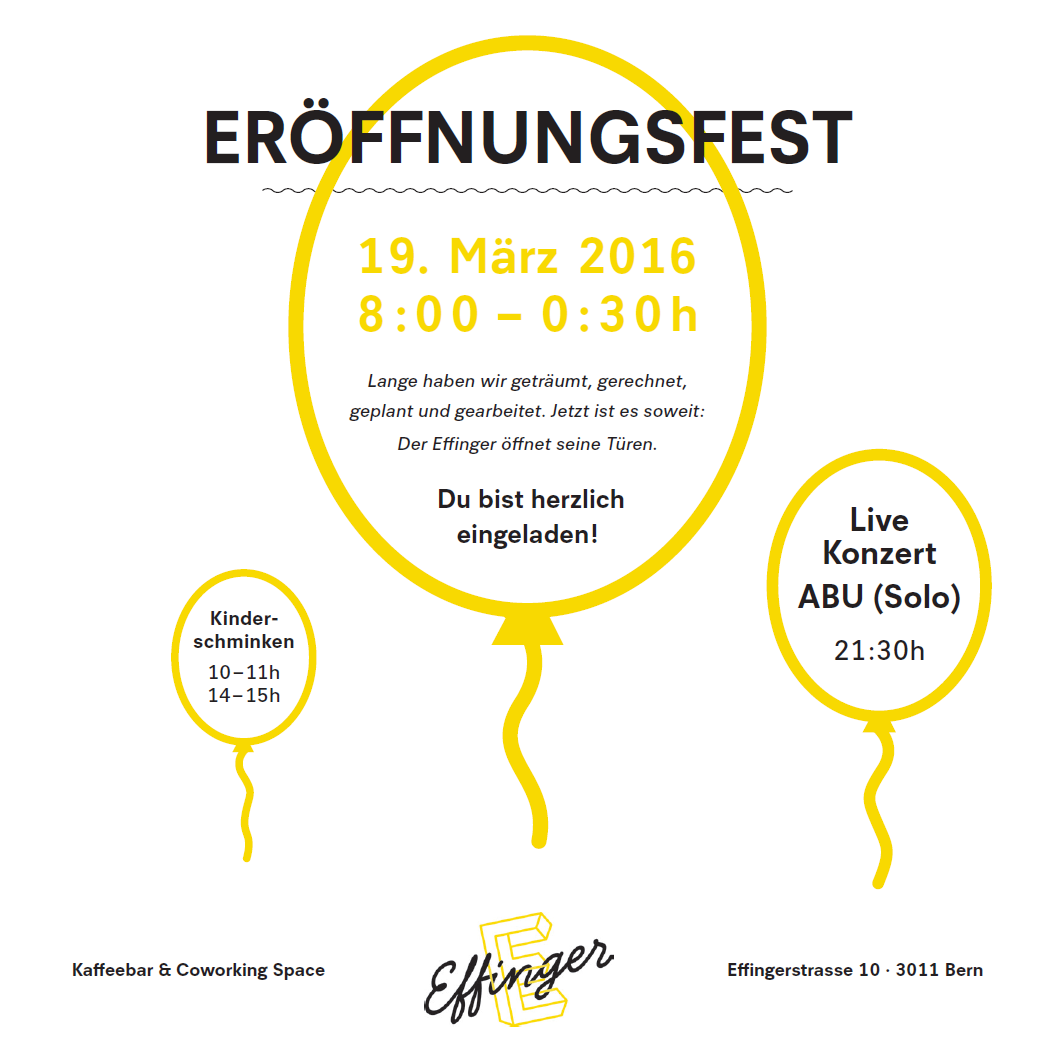 ERÖFFNUNGSFEST
19. März 2016
8:00 – 0:30h
Lange haben wir geträumt, gerechnet,
geplant und gearbeitet. Jetzt ist es soweit:
Der Effinger öffnet seine Türen.
Du bist herzlich
eingeladen!
Live
Konzert
ABU (Solo)
21:30h
Kinder-
schminken
10–11h
14–15h
Kaffeebar & Coworking Space
E
Effinger
Effingerstrasse 10 · 3011 Bern